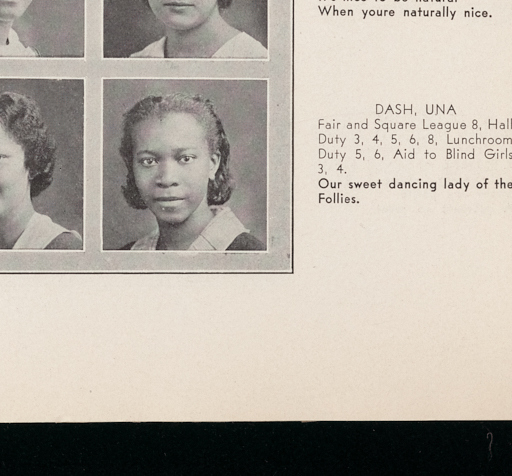 When youre naturally nice.
DASH, UNA
Fair and Square League 8, Hall
Duty 3, 4, 5, 6, 8, Lunchroom
Duty 5, 6, Aid to Blind Girls
3, 4.
Our sweet dancing lady of the
Follies.